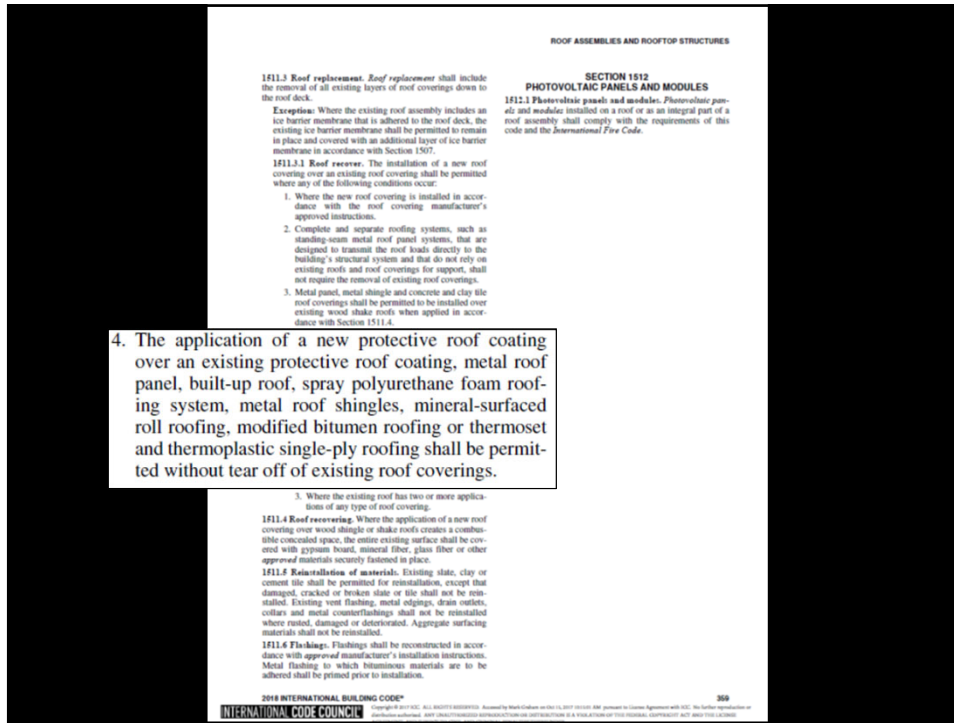 ROOF ASSEMBLIES AND ROOFTOP STRUCTURES
1511.3 Roof replacement. Roof replacement shall include
the removal of all existing layers of roof coverings down to
the roof deck.
Exception: Where the existing roof assembly includes an
ice barrier membrane that is adhered to the roof deck, the
existing ice barrier membrane shall be permitted to remain
in place and covered with an additional layer of ice barrier
membrane in accordance with Section 1507.
1511.3.1 Roof recover. The installation of a new roof
covering over an existing roof covering shall be permitted
where any of the following conditions occur:
1. Where the new roof covering is installed in accor-
dance with the roof covering manufacturer's
approved instructions.
2. Complete and separate roofing systems, such as
standing-seam metal roof panel systems, that are
designed to transmit the roof loads directly to the
building's structural system and that do not rely on
existing roofs and roof coverings for support, shall
not require the removal of existing roof coverings.
3. Metal panel, metal shingle and concrete and clay tile
roof coverings shall be permitted to be installed over
existing wood shake roofs when applied in accor-
dance with Section 1511.4.
4. The application of a new protective roof coating
over an existing protective roof coating, metal roof
panel, built-up roof, spray polyurethane foam roof-
ing system, metal roof shingles, mineral-surfaced
roll roofing, modified bitumen roofing or thermoset
and thermoplastic single-ply roofing shall be permit-
ted without tear off of existing roof coverings.
3. Where the existing roof has two or more applica-
tions of any type of roof covering.
1511.4 Roof recovering. Where the application of a new roof
covering over wood shingle or shake roofs creates a combus-
tible concealed space, the entire existing surface shall be cov-
ered with gypsum board, mineral fiber, glass fiber or other
approved materials securely fastened in place.
1511.5 Reinstallation of materials. Existing slate, clay or
cement tile shall be permitted for reinstallation, except that
damaged, cracked or broken slate or tile shall not be rein-
stalled. Existing vent flashing, metal edgings, drain outlets,
collars and metal counterflashings shall not be reinstalled
where rusted, damaged or deteriorated. Aggregate surfacing
materials shall not be reinstalled.
1511.6 Flashings. Flashings shall be reconstructed in accor-
dance with approved manufacturer's installation instructions.
Metal flashing to which bituminous materials are to be
adhered shall be primed prior to installation.
SECTION 1512
PHOTOVOLTAIC PANELS AND MODULES
1512.1 Photovoltaic panels and modules. Photovoltaic pan-
els and modules installed on a roof or as an integral part of a
roof assembly shall comply with the requirements of this
code and the International Fire Code.
2018 INTERNATIONAL BUILDING CODE®
359
INTERNATIONAL CODE COUNCIL